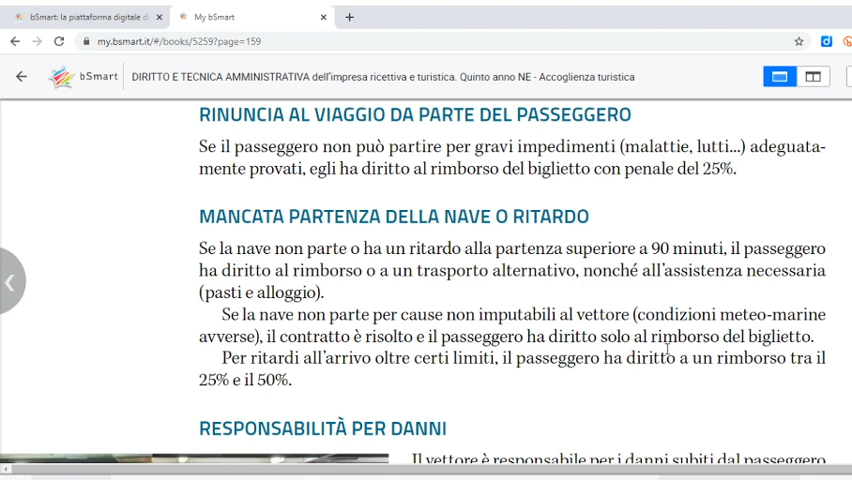 bSmart: la piattaforma digitale di
My bSmart
my.bsmart.it/#/books/5259?page=159
bSmart
DIRITTO E TECNICA AMMINISTRATIVA dell'impresa ricettiva e turistica. Quinto anno NE - Accoglienza turistica
RINUNCIA AL VIAGGIO DA PARTE DEL PASSEGGERO
Se il passeggero non può partire per gravi impedimenti (malattie, lutti...) adeguata-
mente provati, egli ha diritto al rimborso del biglietto con penale del 25%.
MANCATA PARTENZA DELLA NAVE O RITARDO
Se la nave non parte o ha un ritardo alla partenza superiore a 90 minuti, il passeggero
ha diritto al rimborso o a un trasporto alternativo, nonché all'assistenza necessaria
(pasti e alloggio).
Se la nave non parte per cause non imputabili al vettore (condizioni meteo-marine
avverse), il contratto è risolto e il passeggero ha diritto solo al rimborso del biglietto.
Per ritardi all'arrivo oltre certi limiti, il passeggero ha diritto a un rimborso tra il
25% e il 50%.
RESPONSABILITÀ PER DANNI
Il vettore è responsabile per i danni subiti dal passeggero